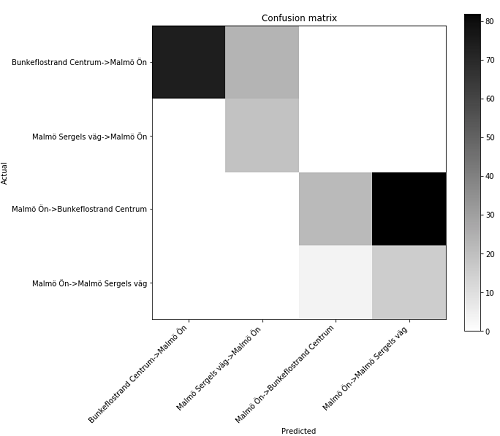 Confusion matrix
Actual
Bunkeflostrand Centrum->Malmö Ön
Malmö Sergels väg->Malmö Ön
Malmö Ön->Bunkeflostrand Centrum
Malmö Ön->Malmö Sergels väg
80
70
60
50
40
30
20
10
0
Bunkeflostrand Centrum->Malmö Ön
Malmö Sergels väg->Malmö Ön
Malmö Ön->Bunkeflostrand Centrum
Malmö Ön->Malmö Sergels väg
Predicted